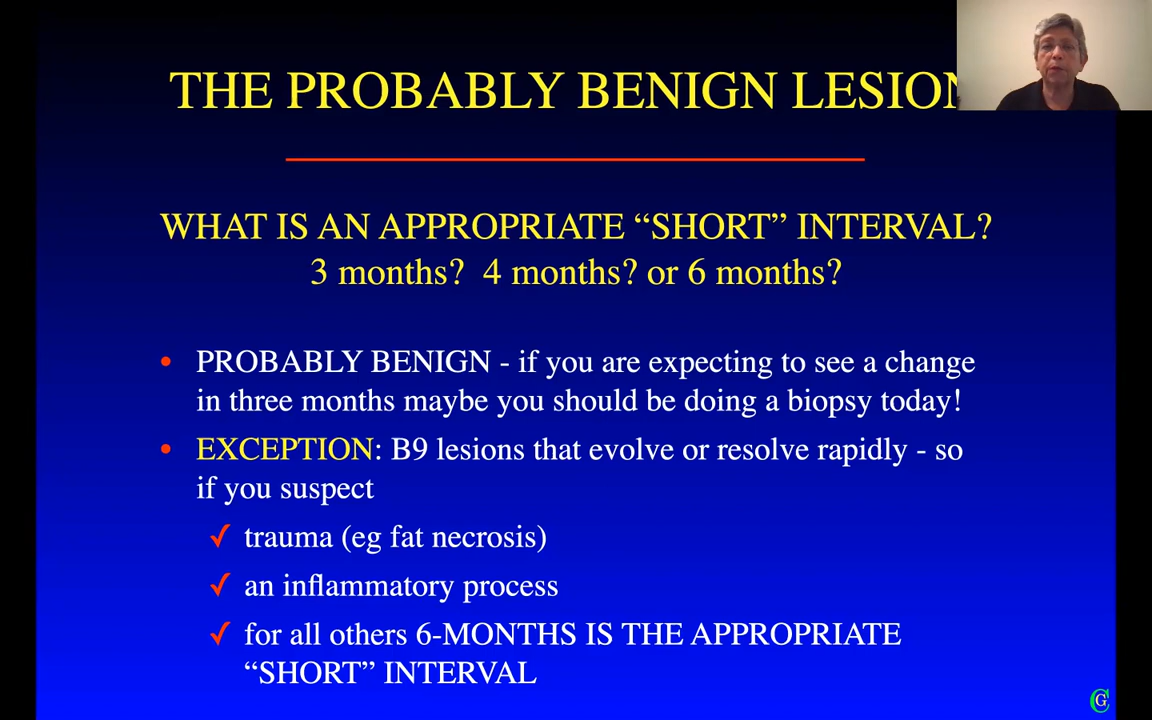 THE PROBABLY BENIGN LESION
WHAT IS AN APPROPRIATE “SHORT” INTERVAL?
3 months? 4 months? or 6 months?
• PROBABLY BENIGN - if you are expecting to see a change
in three months maybe you should be doing a biopsy today!
• EXCEPTION: B9 lesions that evolve or resolve rapidly - so
if you suspect
✓ trauma (eg fat necrosis)
✓ an inflammatory process
✓ for all others 6-MONTHS IS THE APPROPRIATE
“SHORT” INTERVAL
CG